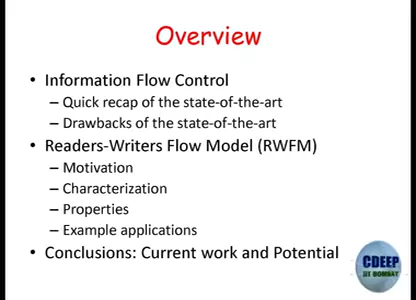 Overview
• Information Flow Control
– Quick recap of the state-of-the-art
– Drawbacks of the state-of-the-art
• Readers-Writers Flow Model (RWFM)
– Motivation
– Characterization
– Properties
– Example applications
• Conclusions: Current work and Potential
CDEEP
IIT BOMBAY